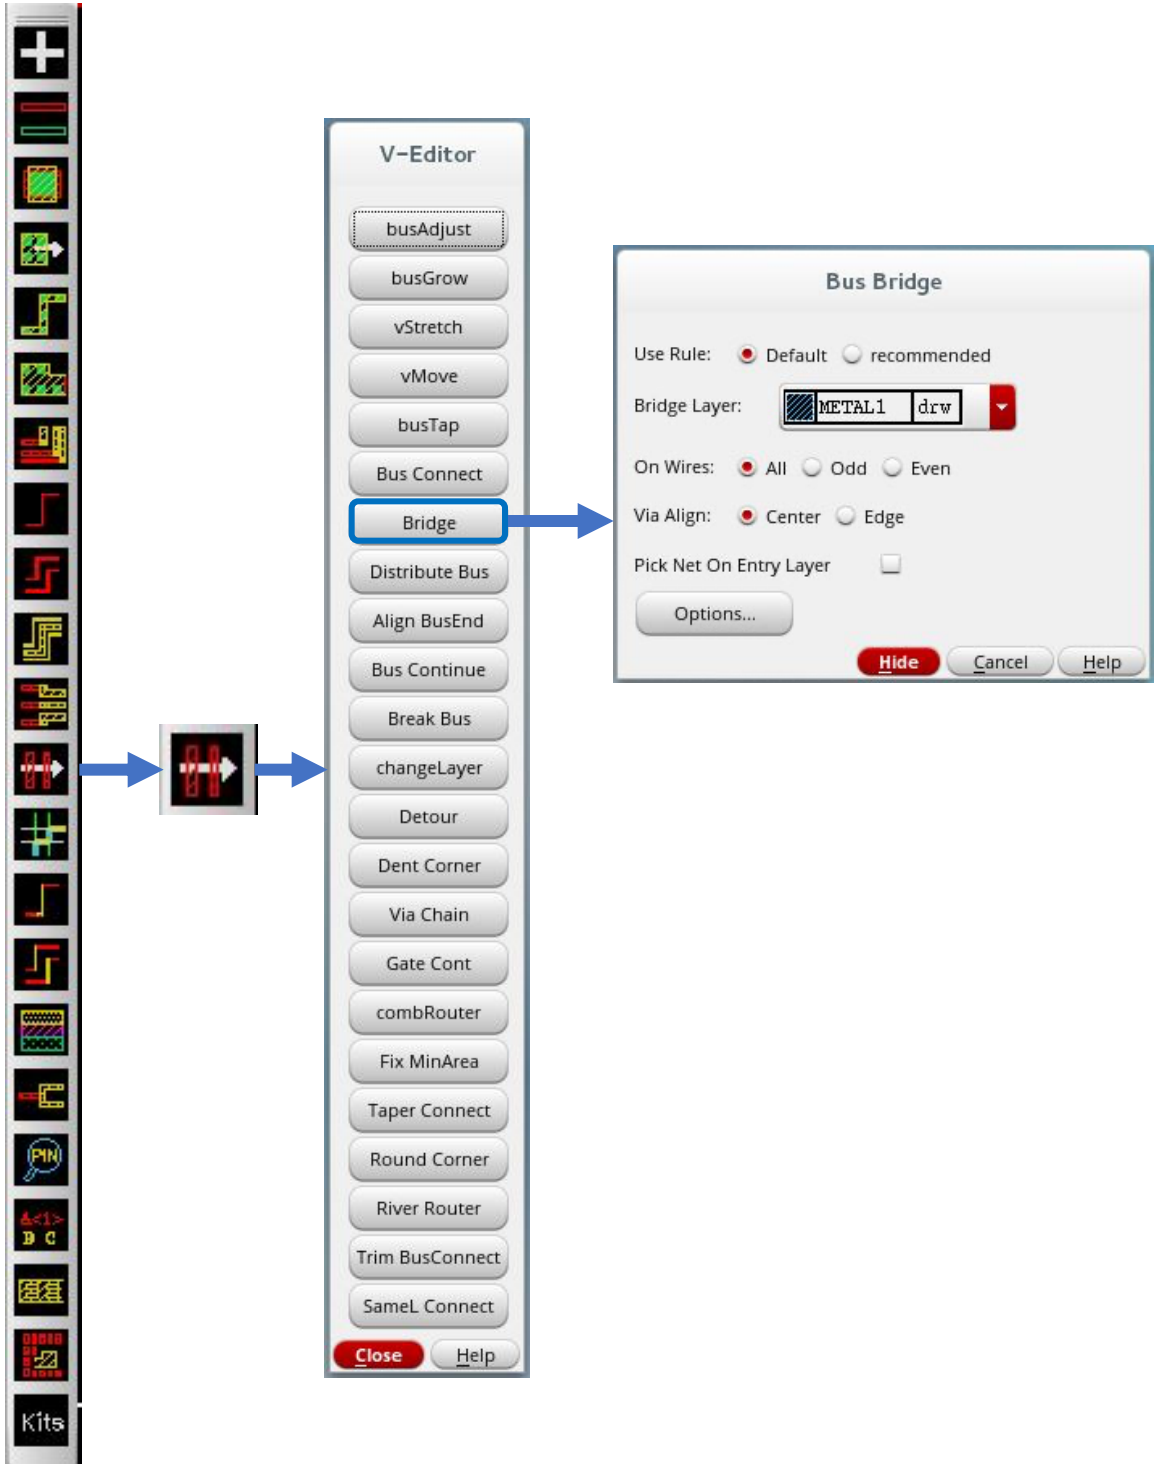 PIN
A<1>
B C
Kits
V-Editor
busAdjust
busGrow
vStretch
vMove
busTap
Bus Connect
Bridge
Distribute Bus
Align BusEnd
Bus Continue
Break Bus
changeLayer
Detour
Dent Corner
Via Chain
Gate Cont
combRouter
Fix MinArea
Taper Connect
Round Corner
River Router
Trim BusConnect
SameL Connect
Close Help
Bus Bridge
Use Rule: Default recommended
Bridge Layer: METAL1 drw
On Wires: All Odd Even
Via Align: Center Edge
Pick Net On Entry Layer
Options...
Hide Cancel Help